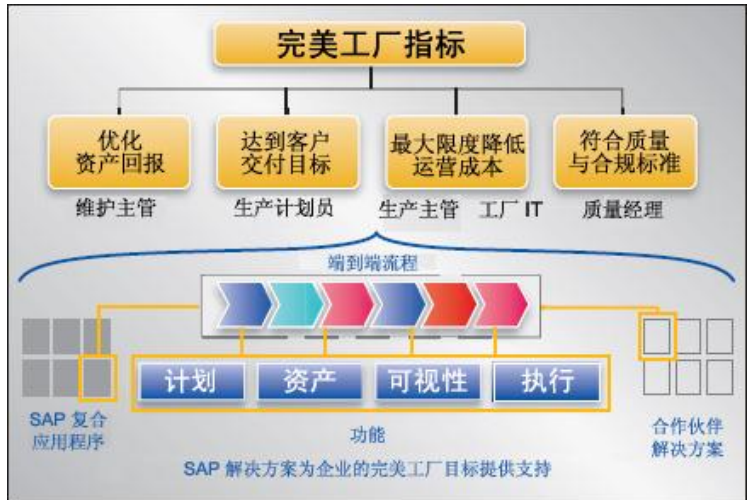 完美工厂指标
优化
资产回报
达到客户
交付目标
最大限度降低
运营成本
符合质量
与合规标准
维护主管
生产计划员
生产主管 工厂 IT
质量经理
端到端流程
计划
资产
可视性
执行
SAP 复合
应用程序
功能
合作伙伴
解决方案
SAP 解决方案为企业的完美工厂目标提供支持